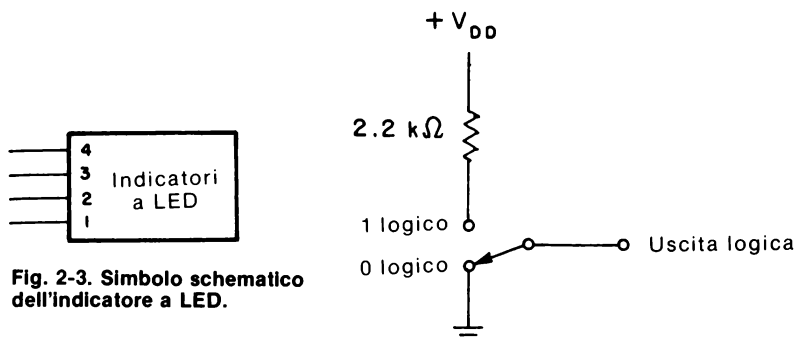 4
3
2
1
Indicatori
a LED
Fig. 2-3. Simbolo schematico
dell'indicatore a LED.
+ VDD
2.2 kΩ
1 logico
0 logico
Uscita logica